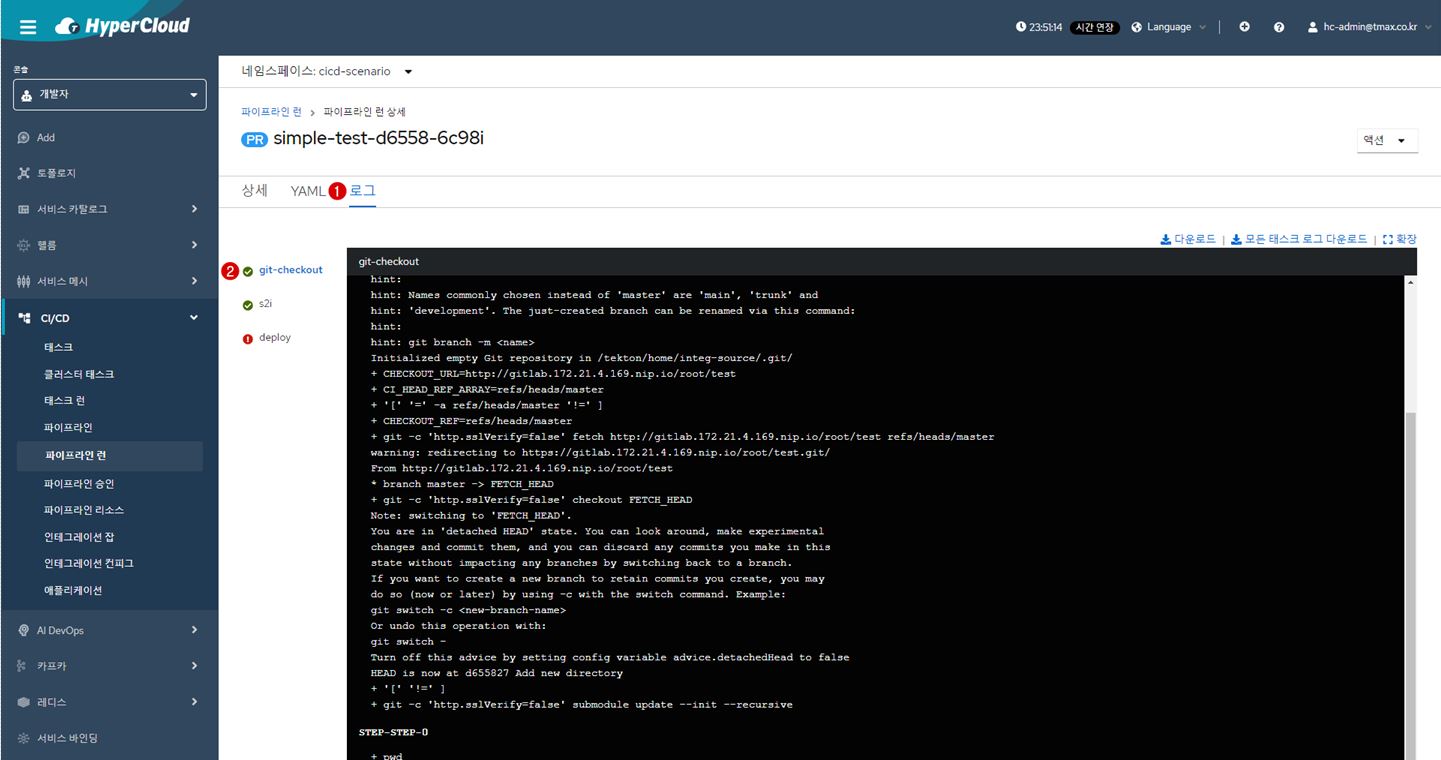 HyperCloud
23:51:14 시간 연장 Language hc-admin@tmax.co.kr
콘솔
개발자
Add
토폴로지
서비스 카탈로그
헬름
서비스 메시
CI/CD
태스크
클러스터 태스크
태스크 런
파이프라인
파이프라인 런
파이프라인 승인
파이프라인 리소스
인테그레이션 잡
인테그레이션 컨피그
애플리케이션
AI DevOps
카프카
레디스
서비스 바인딩
네임스페이스: cicd-scenario
파이프라인 런 > 파이프라인 런 상세
PR simple-test-d6558-6c98i
액션
상세 YAML 1 로그
다운로드 | 모든 태스크 로그 다운로드 | 확장
2 git-checkout
s2i
deploy
git-checkout
hint:
hint: Names commonly chosen instead of 'master' are 'main', 'trunk' and
hint: 'development'. The just-created branch can be renamed via this command:
hint:
hint: git branch -m <name>
Initialized empty Git repository in /tekton/home/integ-source/.git/
+ CHECKOUT_URL=http://gitlab.172.21.4.169.nip.io/root/test
+ CI_HEAD_REF_ARRAY=refs/heads/master
+ '[' '=' -a refs/heads/master '!=' ]
+ CHECKOUT_REF=refs/heads/master
+ git -c 'http.sslVerify=false' fetch http://gitlab.172.21.4.169.nip.io/root/test refs/heads/master
warning: redirecting to https://gitlab.172.21.4.169.nip.io/root/test.git/
From http://gitlab.172.21.4.169.nip.io/root/test
* branch master -> FETCH_HEAD
+ git -c 'http.sslVerify=false' checkout FETCH_HEAD
Note: switching to 'FETCH_HEAD'.
You are in 'detached HEAD' state. You can look around, make experimental
changes and commit them, and you can discard any commits you make in this
state without impacting any branches by switching back to a branch.
If you want to create a new branch to retain commits you create, you may
do so (now or later) by using -c with the switch command. Example:
git switch -c <new-branch-name>
Or undo this operation with:
git switch -
Turn off this advice by setting config variable advice.detachedHead to false
HEAD is now at d655827 Add new directory
+ '[' '!=' ]
+ git -c 'http.sslVerify=false' submodule update --init --recursive
STEP-STEP-0
+ pwd